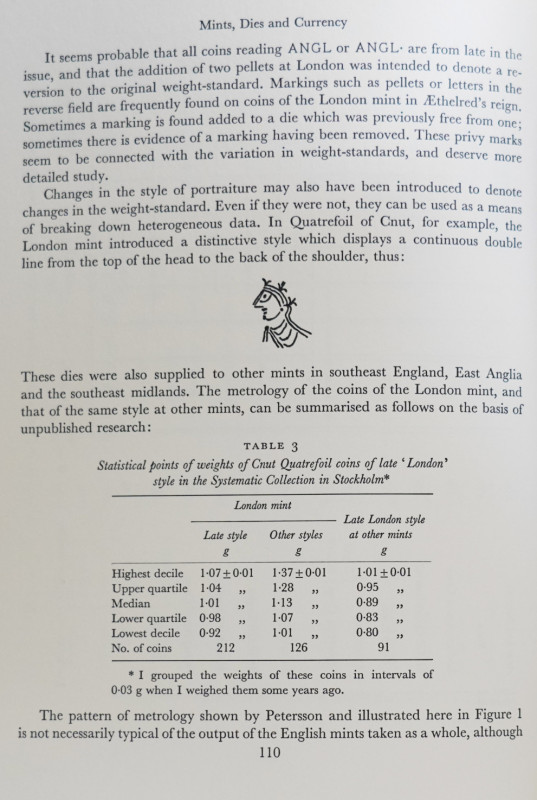 Mints, Dies and Currency
It seems probable that all coins reading ANGL or ANGL· are from late in the
issue, and that the addition of two pellets at London was intended to denote a re-
version to the original weight-standard. Markings such as pellets or letters in the
reverse field are frequently found on coins of the London mint in Æthelred's reign.
Sometimes a marking is found added to a die which was previously free from one;
sometimes there is evidence of a marking having been removed. These privy marks
seem to be connected with the variation in weight-standards, and deserve more
detailed study.
Changes in the style of portraiture may also have been introduced to denote
changes in the weight-standard. Even if they were not, they can be used as a means
of breaking down heterogeneous data. In Quatrefoil of Cnut, for example, the
London mint introduced a distinctive style which displays a continuous double
line from the top of the head to the back of the shoulder, thus:
These dies were also supplied to other mints in southeast England, East Anglia
and the southeast midlands. The metrology of the coins of the London mint, and
that of the same style at other mints, can be summarised as follows on the basis of
unpublished research:
TABLE 3
Statistical points of weights of Cnut Quatrefoil coins of late 'London'
style in the Systematic Collection in Stockholm*
London mint
Late London style
Late style Other styles at other mints
g g g
Highest decile 1·07±0·01 1·37±0·01 1·01±0·01
Upper quartile 1·04 ,, 1·28 ,, 0·95 ,,
Median 1·01 ,, 1·13 ,, 0·89 ,,
Lower quartile 0·98 ,, 1·07 ,, 0·83 ,,
Lowest decile 0·92 ,, 1·01 ,, 0·80 ,,
No. of coins 212 126 91
* I grouped the weights of these coins in intervals of
0·03 g when I weighed them some years ago.
The pattern of metrology shown by Petersson and illustrated here in Figure 1
is not necessarily typical of the output of the English mints taken as a whole, although
110